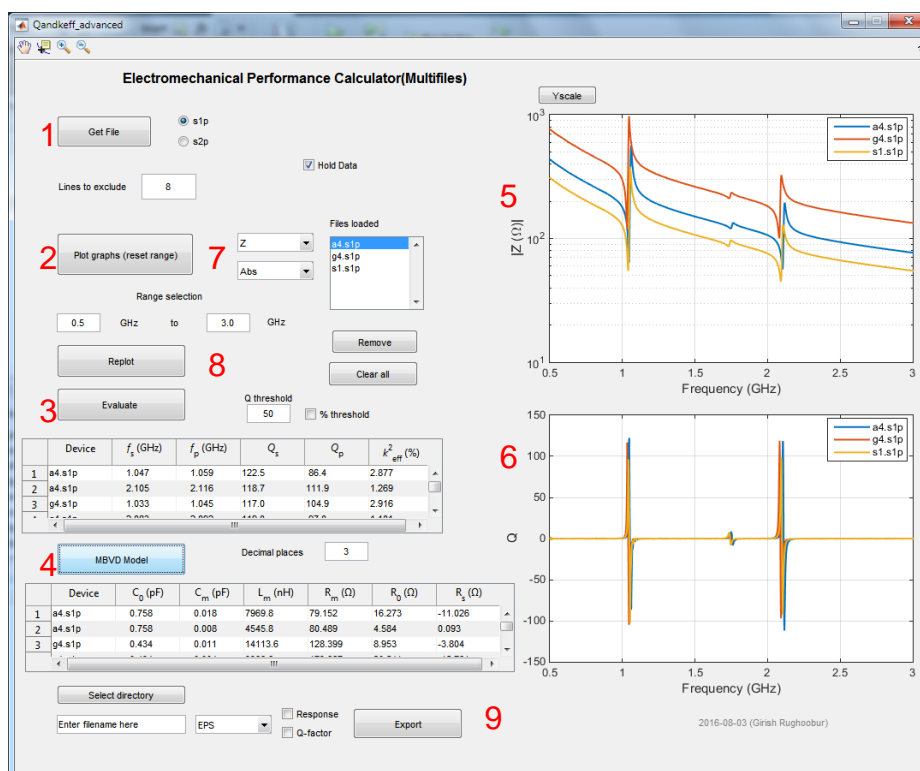 Qandkeff_advanced
Electromechanical Performance Calculator(Multifiles)
1
Get File
s1p
s2p
Hold Data
Lines to exclude
8
2
Plot graphs (reset range)
7
Z
Abs
Files loaded
a4.s1p
g4.s1p
s1.s1p
Range selection
0.5 GHz to 3.0 GHz
Replot
8
Remove
Clear all
3
Evaluate
Q threshold
50
% threshold
Device fs (GHz) fp (GHz) Qs Qp k²eff (%)
1 a4.s1p 1.047 1.059 122.5 86.4 2.877
2 a4.s1p 2.105 2.116 118.7 111.9 1.269
3 g4.s1p 1.033 1.045 117.0 104.9 2.916
4
MBVD Model
Decimal places
3
Device C0 (pF) Cm (pF) Lm (nH) Rm (Ω) R0 (Ω) Rs (Ω)
1 a4.s1p 0.758 0.018 7969.8 79.152 16.273 -11.026
2 a4.s1p 0.758 0.008 4545.8 80.489 4.584 0.093
3 g4.s1p 0.434 0.011 14113.6 128.399 8.953 -3.804
Select directory
Enter filename here
EPS
Response
Q-factor
Export
9
Yscale
5
|Z (Ω)|
10³
10²
10¹
a4.s1p
g4.s1p
s1.s1p
0.5 1 1.5 2 2.5 3
Frequency (GHz)
6
Q
150
100
50
0
-50
-100
-150
a4.s1p
g4.s1p
s1.s1p
0.5 1 1.5 2 2.5 3
Frequency (GHz)
2016-08-03 (Girish Rughoobur)